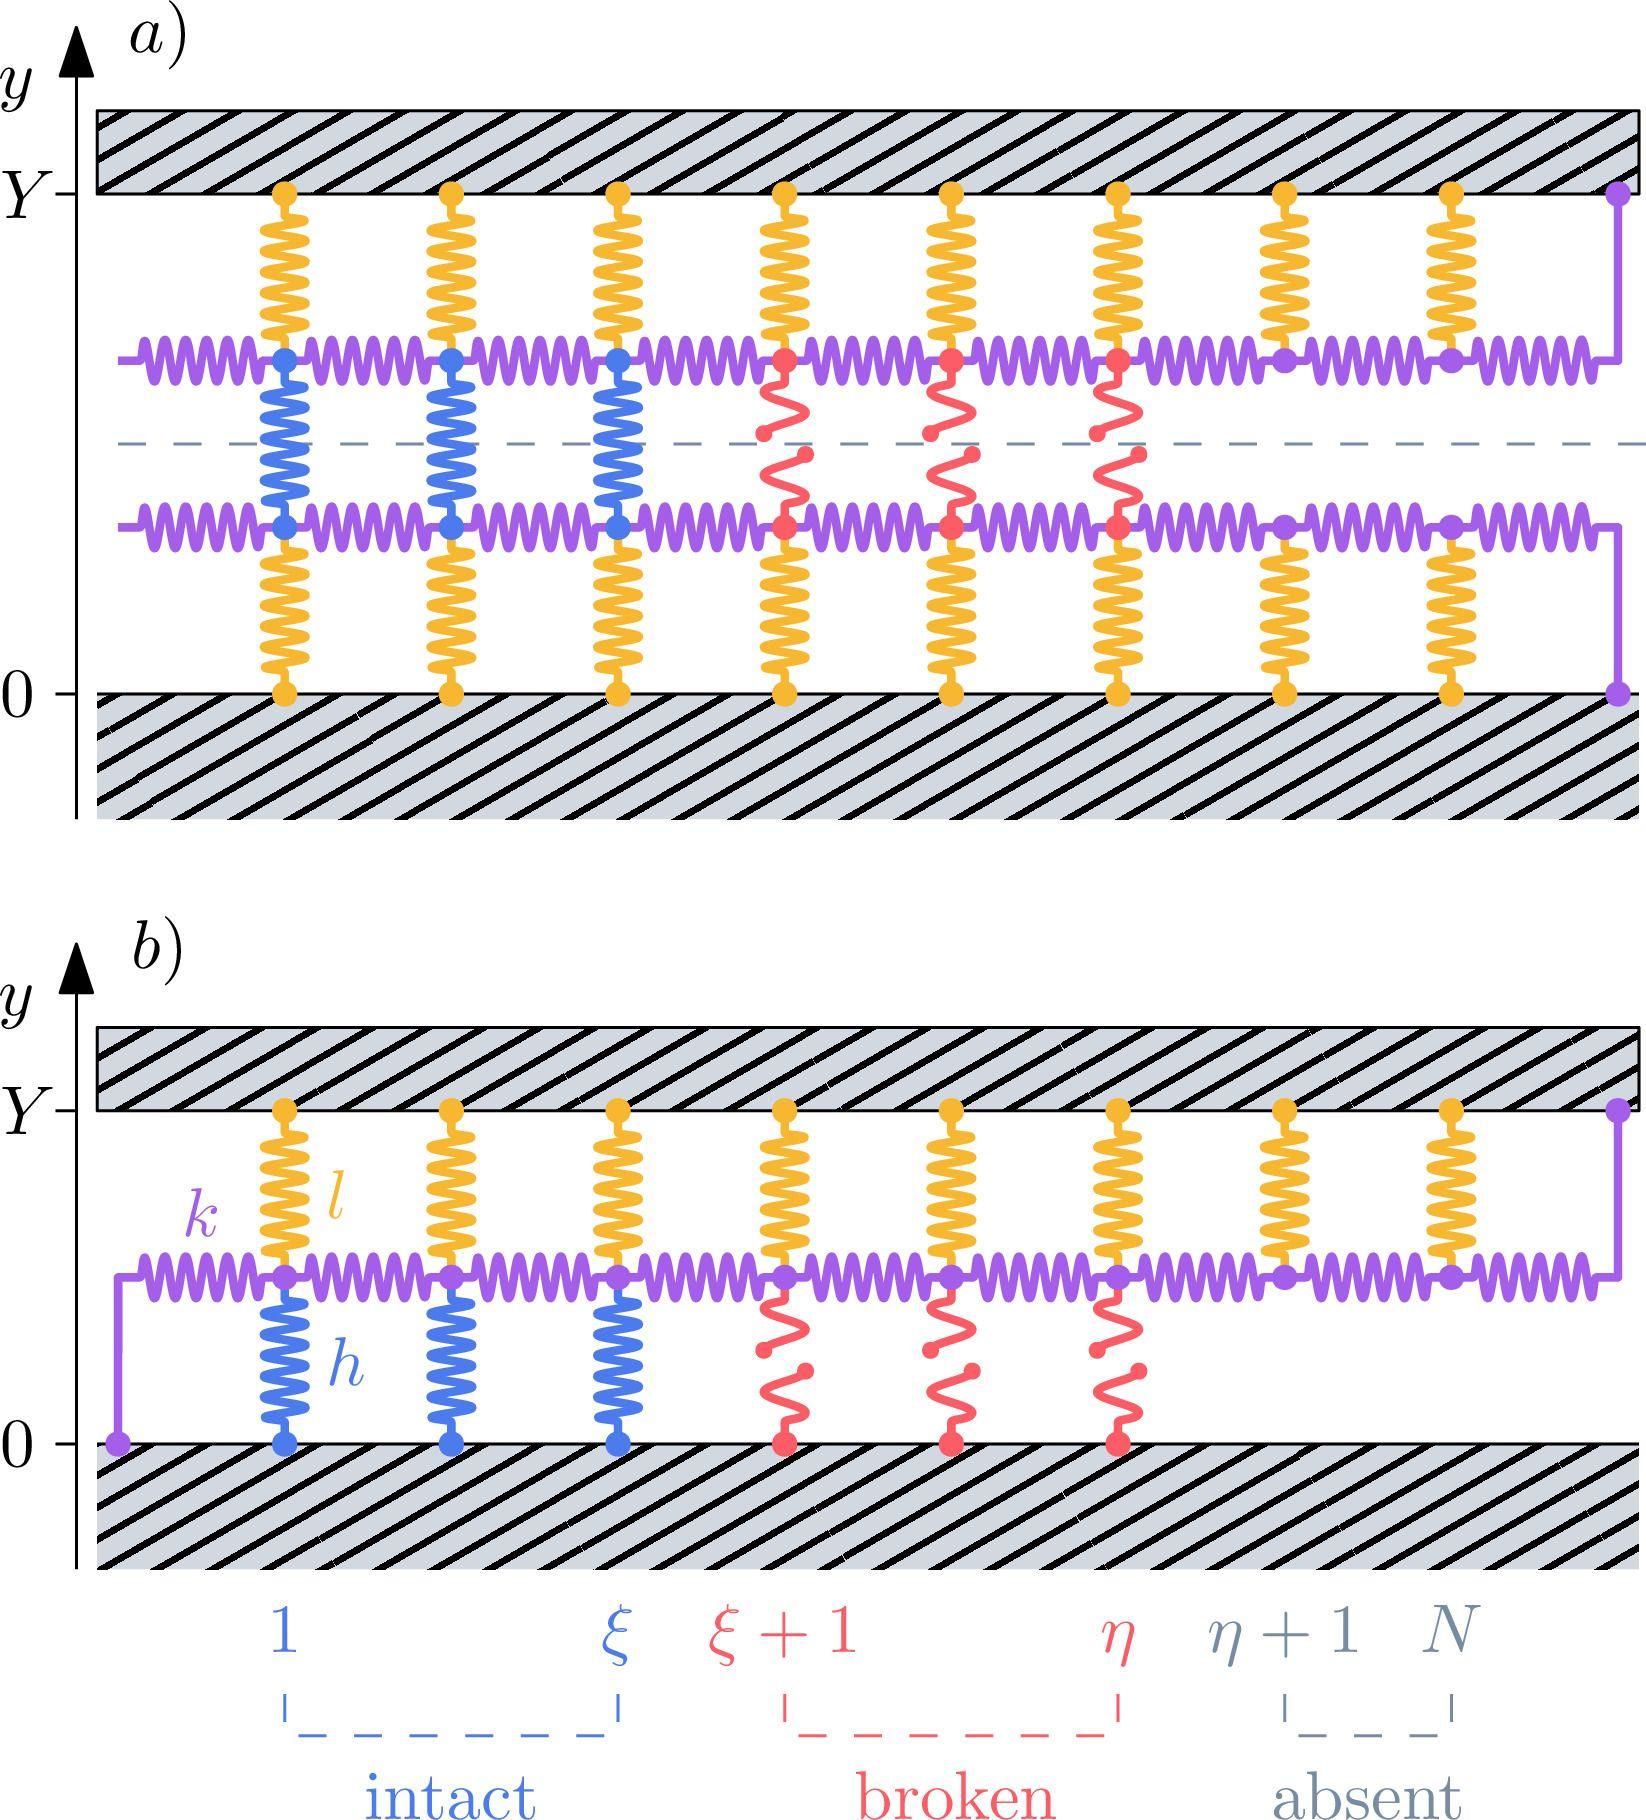 a)
y
Y
0
b)
y
Y
k l
h
0
1 ξ ξ + 1 η η + 1 N
intact broken absent